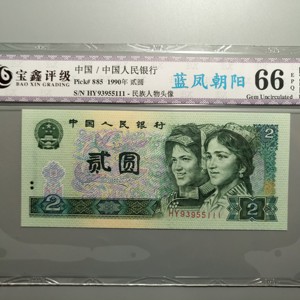 宝鑫评级
BAO XIN GRADING
中国 / 中国人民银行
Pick# 885 1990年 贰圆
S/N HY93955111 - 民族人物头像
蓝凤朝阳
66
EPQ
Gem Uncirculated
中国人民银行
贰圆
2
2
HY93955111